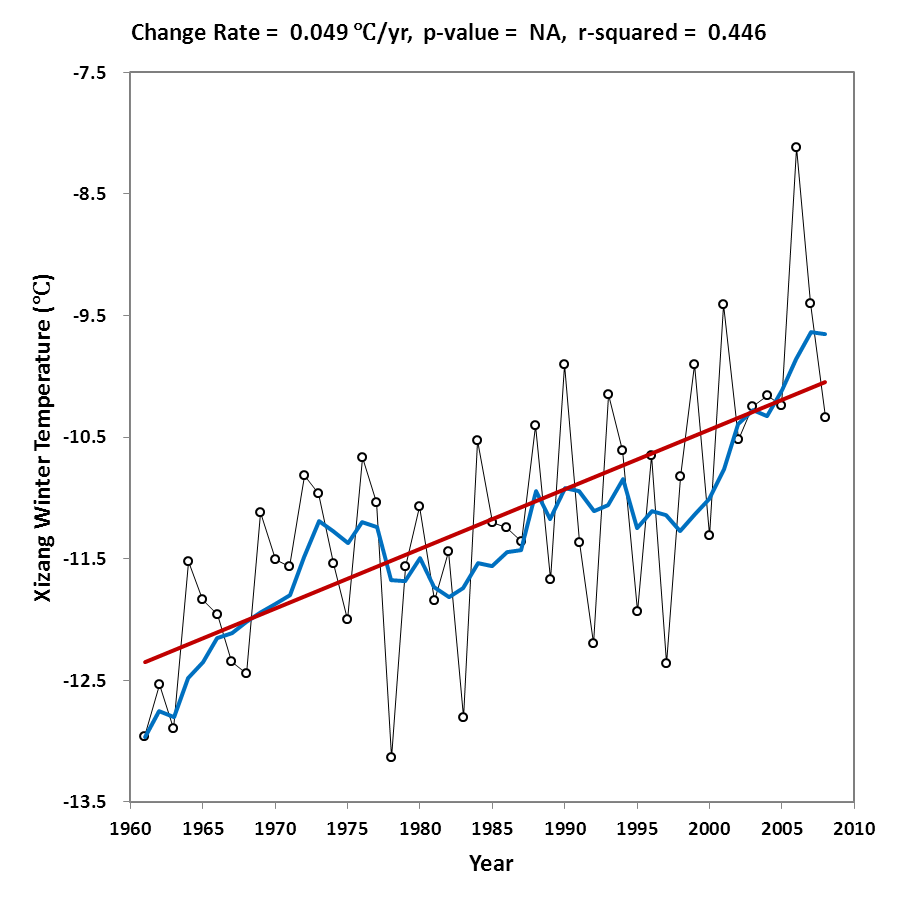 Change Rate = 0.049 ℃/yr, p-value = NA, r-squared = 0.446
-7.5
-8.5
-9.5
-10.5
-11.5
-12.5
-13.5
Xizang Winter Temperature (℃)
1960 1965 1970 1975 1980 1985 1990 1995 2000 2005 2010
Year